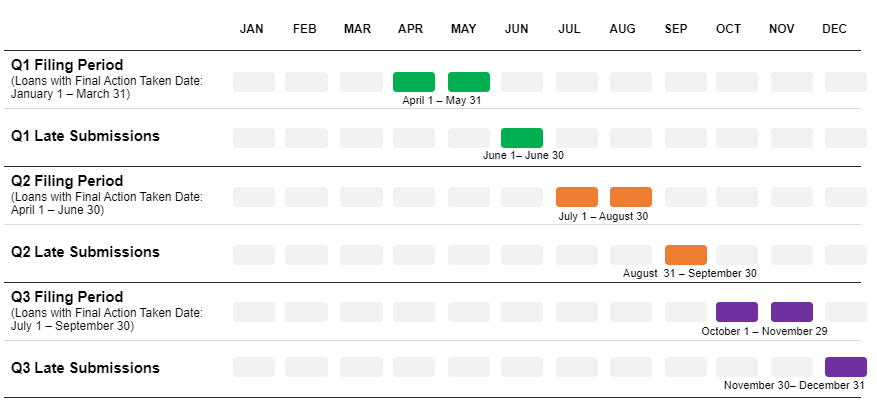 JAN FEB MAR APR MAY JUN JUL AUG SEP OCT NOV DEC
Q1 Filing Period
(Loans with Final Action Taken Date:
January 1 – March 31)
April 1 – May 31
Q1 Late Submissions
June 1– June 30
Q2 Filing Period
(Loans with Final Action Taken Date:
April 1 – June 30)
July 1 – August 30
Q2 Late Submissions
August 31 – September 30
Q3 Filing Period
(Loans with Final Action Taken Date:
July 1 – September 30)
October 1 – November 29
Q3 Late Submissions
November 30– December 31